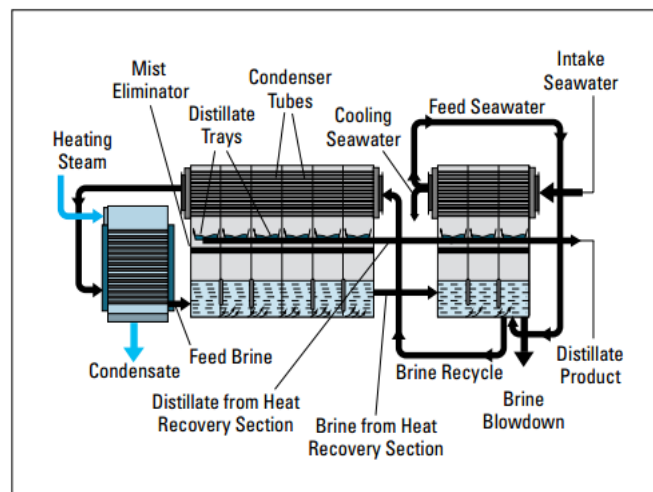 Mist
Eliminator
Condenser
Tubes
Distillate
Trays
Cooling
Seawater
Feed Seawater
Intake
Seawater
Heating
Steam
Feed Brine
Condensate
Distillate from Heat
Recovery Section
Brine from Heat
Recovery Section
Brine Recycle
Brine
Blowdown
Distillate
Product